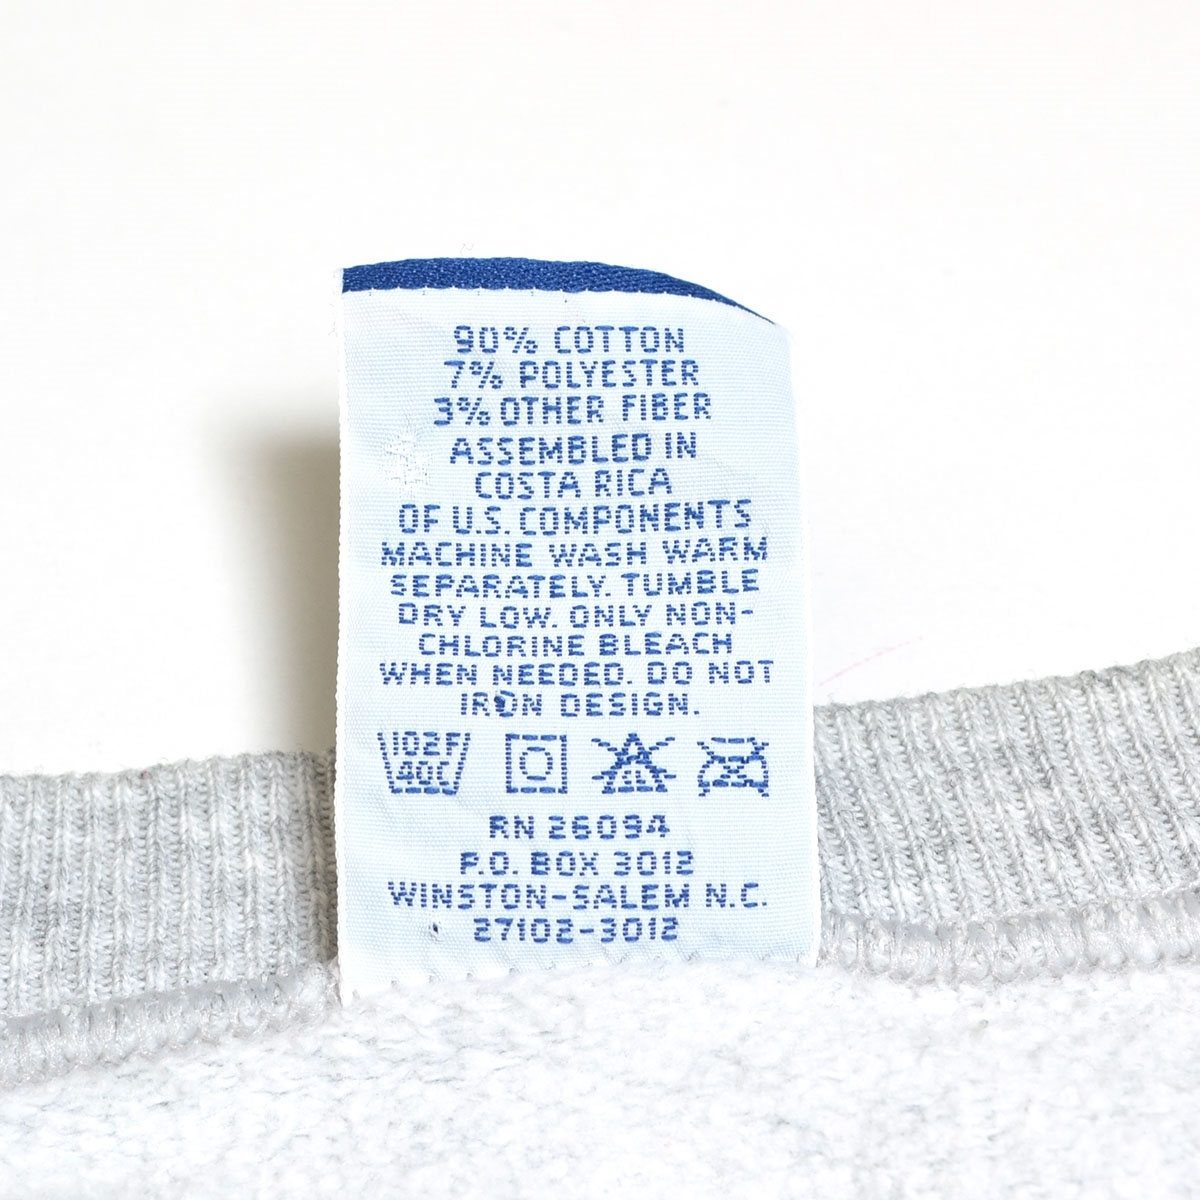 90% COTTON
7% POLYESTER
3% OTHER FIBER
ASSEMBLED IN
COSTA RICA
OF U.S. COMPONENTS
MACHINE WASH WARM
SEPARATELY. TUMBLE
DRY LOW. ONLY NON-
CHLORINE BLEACH
WHEN NEEDED. DO NOT
IRON DESIGN.
102F
40C
RN 26094
P.O. BOX 3012
WINSTON-SALEM N.C.
27102-3012